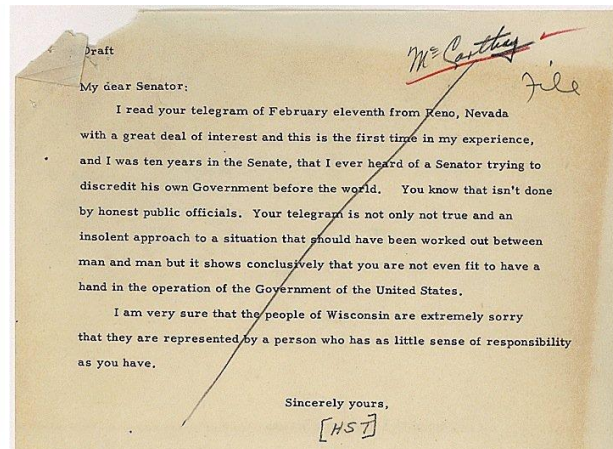 Draft
McCarthy
File
My dear Senator:
I read your telegram of February eleventh from Reno, Nevada
with a great deal of interest and this is the first time in my experience,
and I was ten years in the Senate, that I ever heard of a Senator trying to
discredit his own Government before the world. You know that isn't done
by honest public officials. Your telegram is not only not true and an
insolent approach to a situation that should have been worked out between
man and man but it shows conclusively that you are not even fit to have a
hand in the operation of the Government of the United States.
I am very sure that the people of Wisconsin are extremely sorry
that they are represented by a person who has as little sense of responsibility
as you have.
Sincerely yours,
[HST]